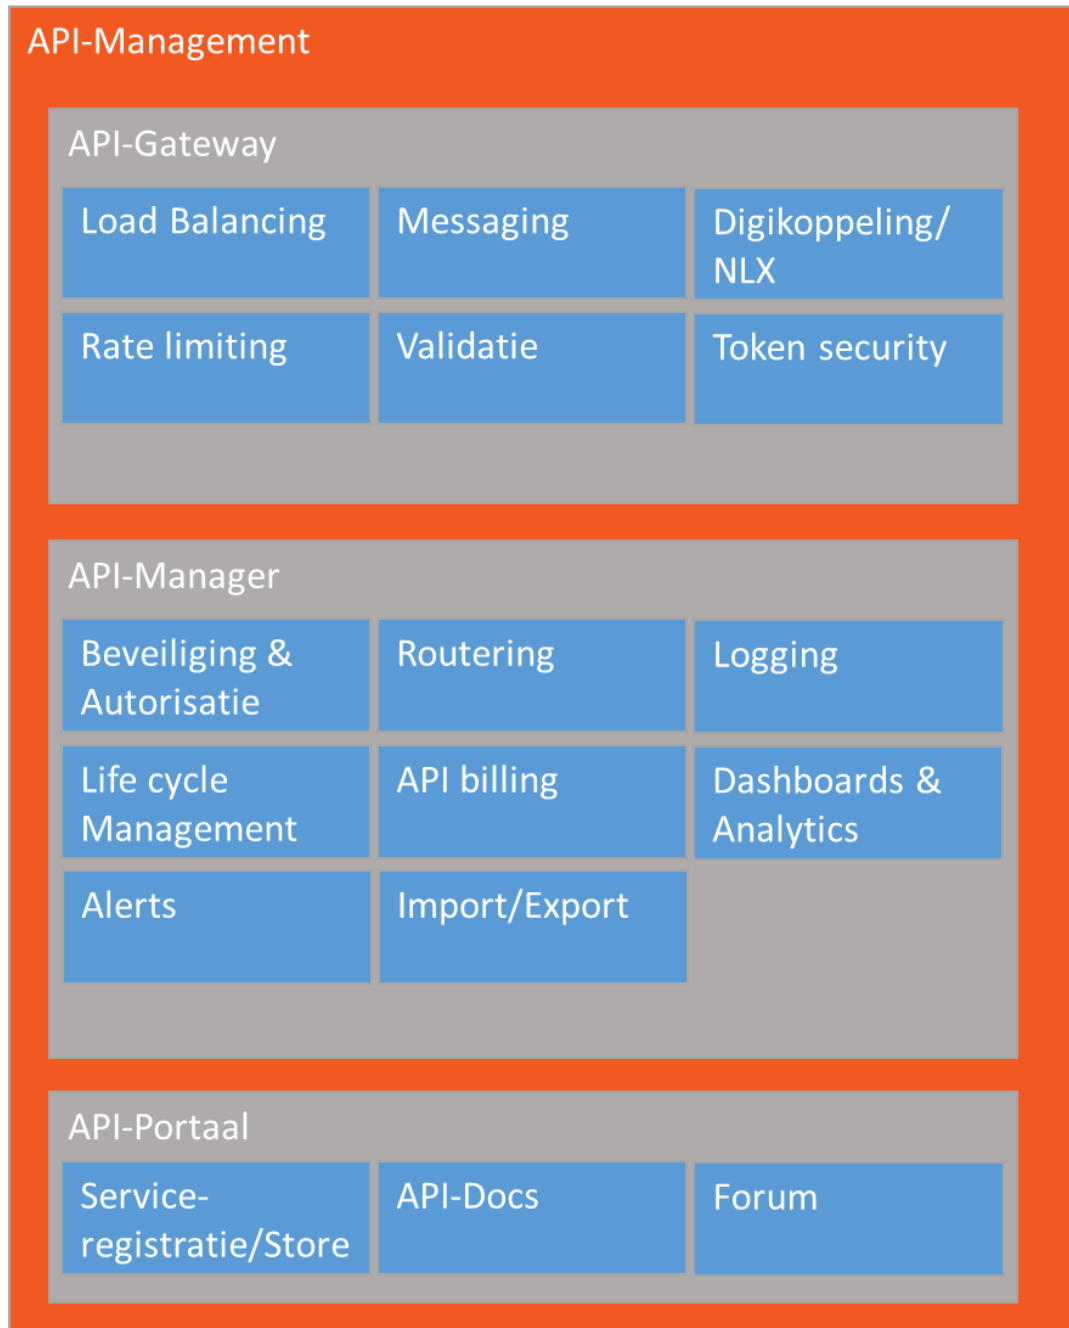 API-Management
API-Gateway
Load Balancing
Messaging
Digikoppeling/
NLX
Rate limiting
Validatie
Token security
API-Manager
Beveiliging &
Autorisatie
Routering
Logging
Life cycle
Management
API billing
Dashboards &
Analytics
Alerts
Import/Export
API-Portaal
Service-
registratie/Store
API-Docs
Forum